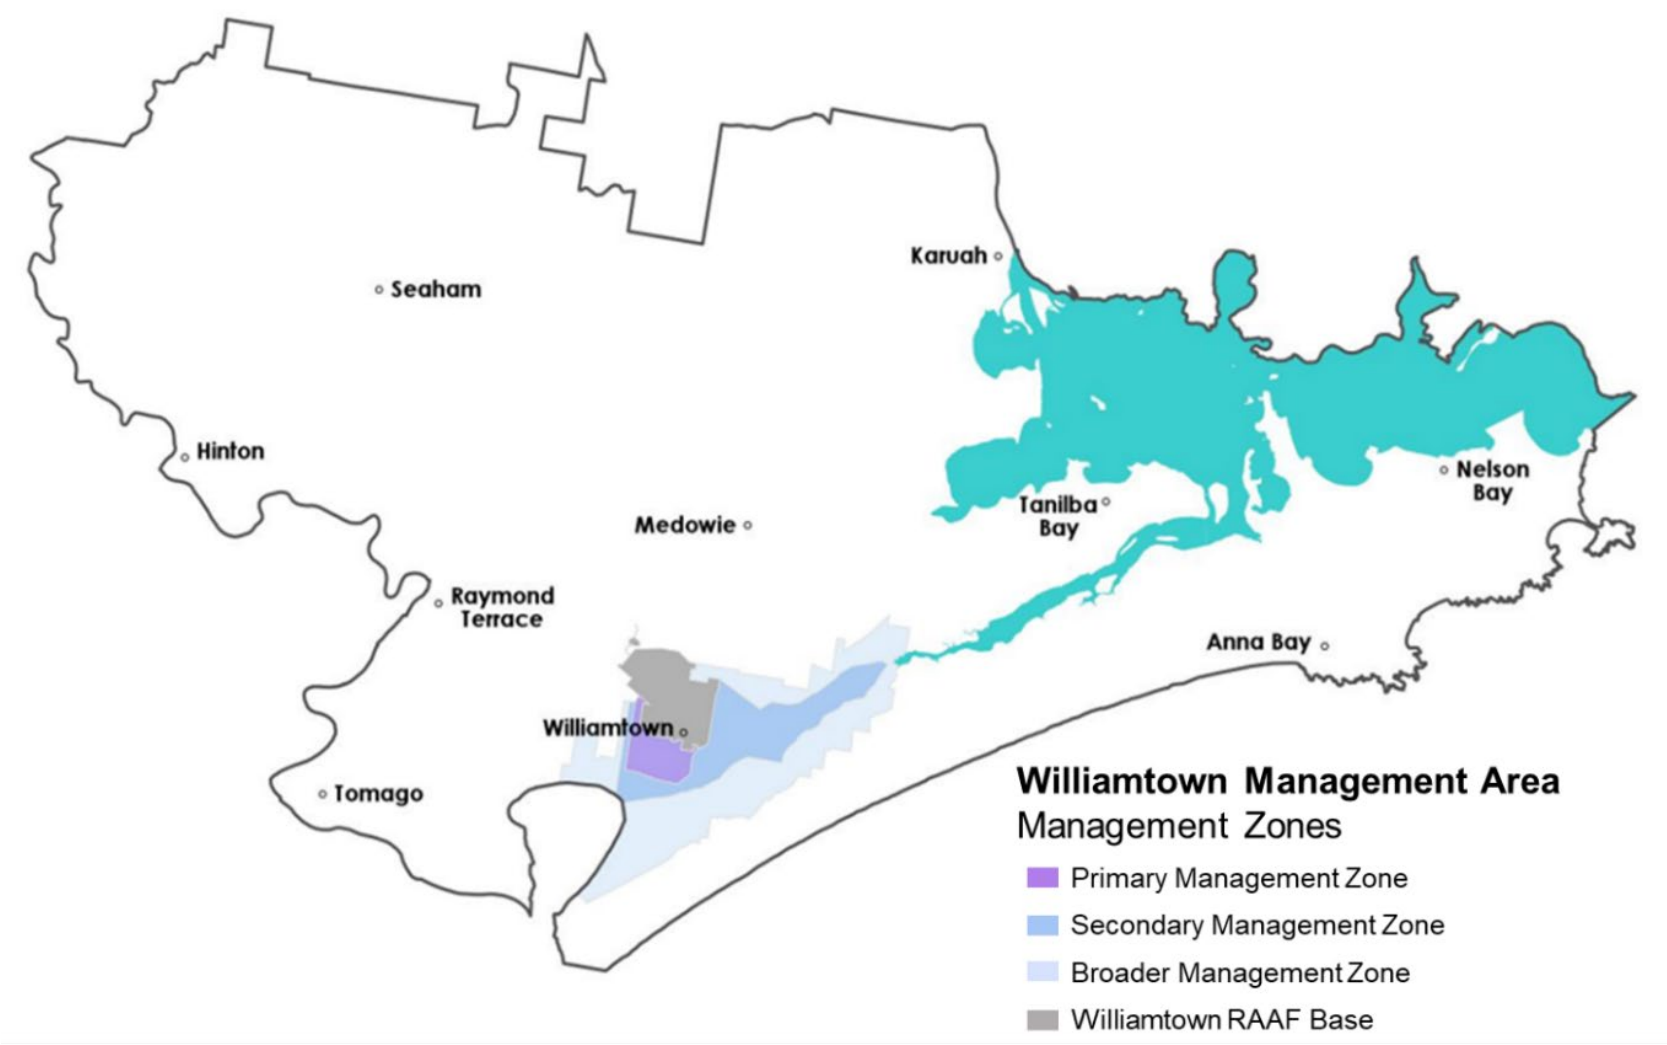 Karuah
Seaham
Hinton
Nelson
Bay
Tanilba
Bay
Medowie
Raymond
Terrace
Anna Bay
Williamtown
Tomago
Williamtown Management Area
Management Zones
Primary Management Zone
Secondary Management Zone
Broader Management Zone
Williamtown RAAF Base